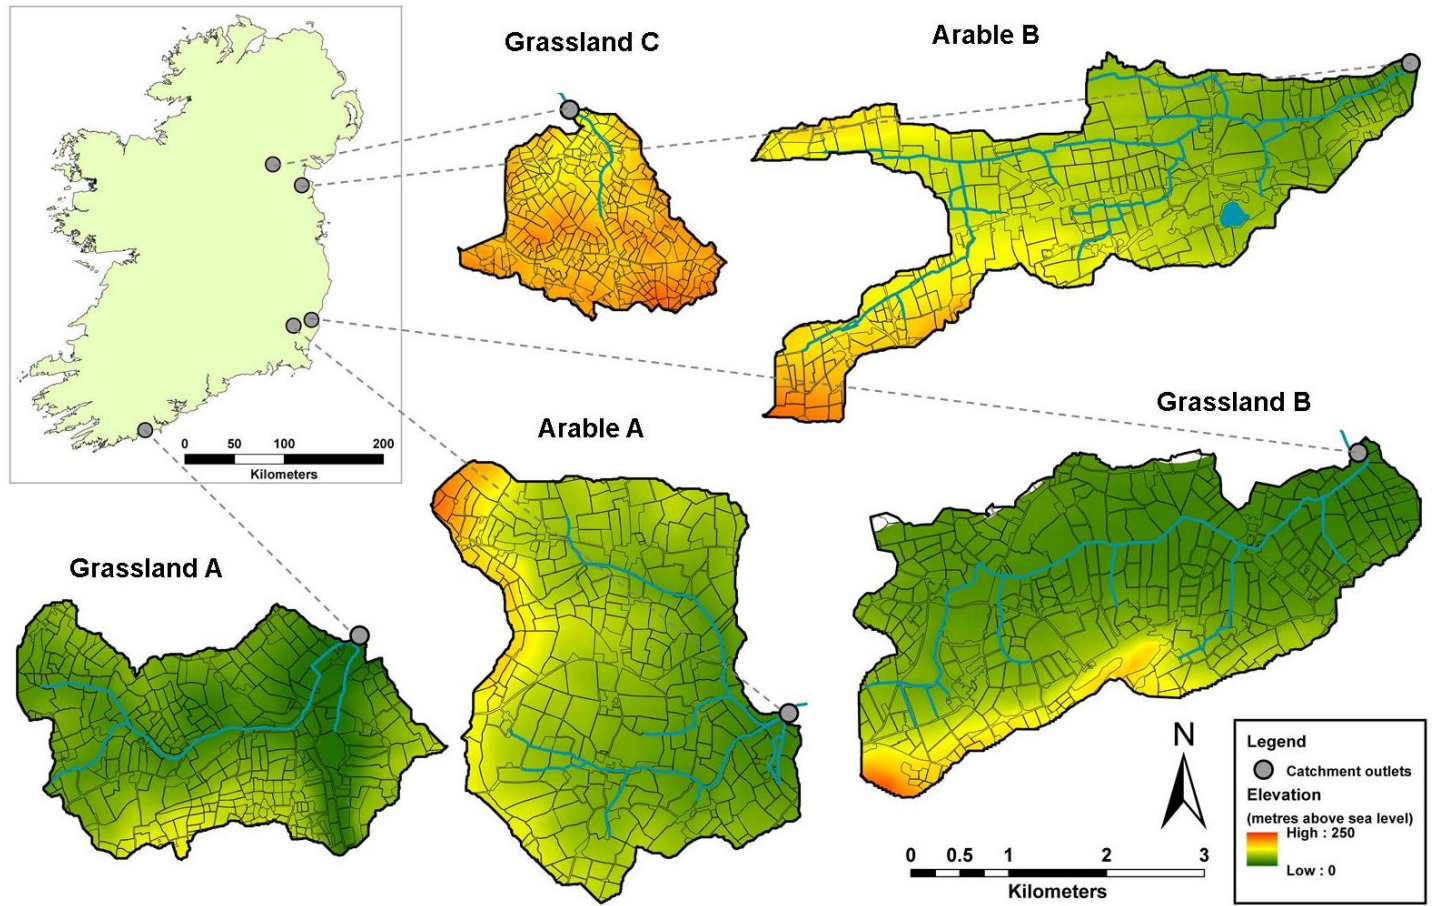 Grassland C
Arable B
0 50 100 200
Kilometers
Arable A
Grassland B
Grassland A
N
0 0.5 1 2 3
Kilometers
Legend
Catchment outlets
Elevation
(metres above sea level)
High : 250
Low : 0